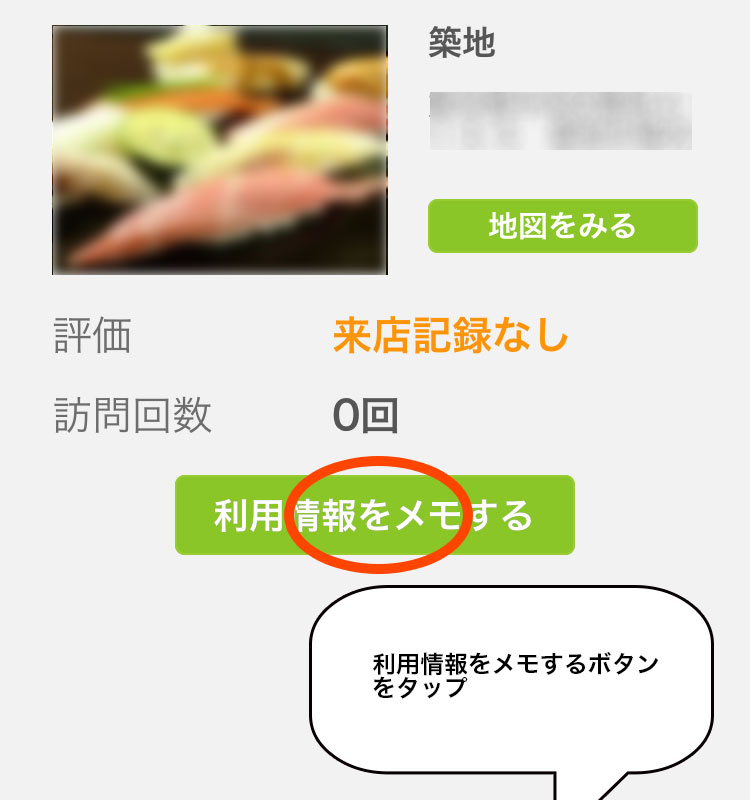 築地
地図をみる
評価 来店記録なし
訪問回数 0回
利用情報をメモする
利用情報をメモするボタン
をタップ